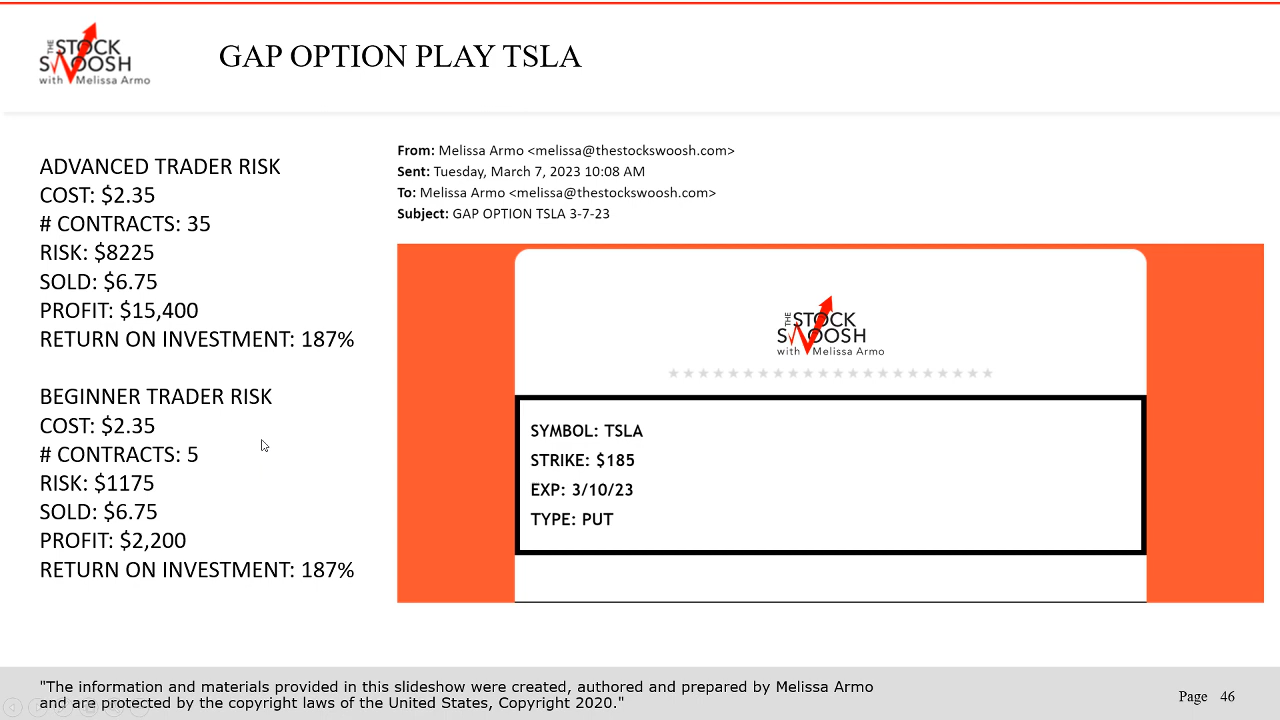 THE
STOCK
SWOOSH
with Melissa Armo
GAP OPTION PLAY TSLA
ADVANCED TRADER RISK
COST: $2.35
# CONTRACTS: 35
RISK: $8225
SOLD: $6.75
PROFIT: $15,400
RETURN ON INVESTMENT: 187%
BEGINNER TRADER RISK
COST: $2.35
# CONTRACTS: 5
RISK: $1175
SOLD: $6.75
PROFIT: $2,200
RETURN ON INVESTMENT: 187%
From: Melissa Armo <melissa@thestockswoosh.com>
Sent: Tuesday, March 7, 2023 10:08 AM
To: Melissa Armo <melissa@thestockswoosh.com>
Subject: GAP OPTION TSLA 3-7-23
THE
STOCK
SWOOSH
with Melissa Armo
SYMBOL: TSLA
STRIKE: $185
EXP: 3/10/23
TYPE: PUT
"The information and materials provided in this slideshow were created, authored and prepared by Melissa Armo
and are protected by the copyright laws of the United States, Copyright 2020."
Page 46